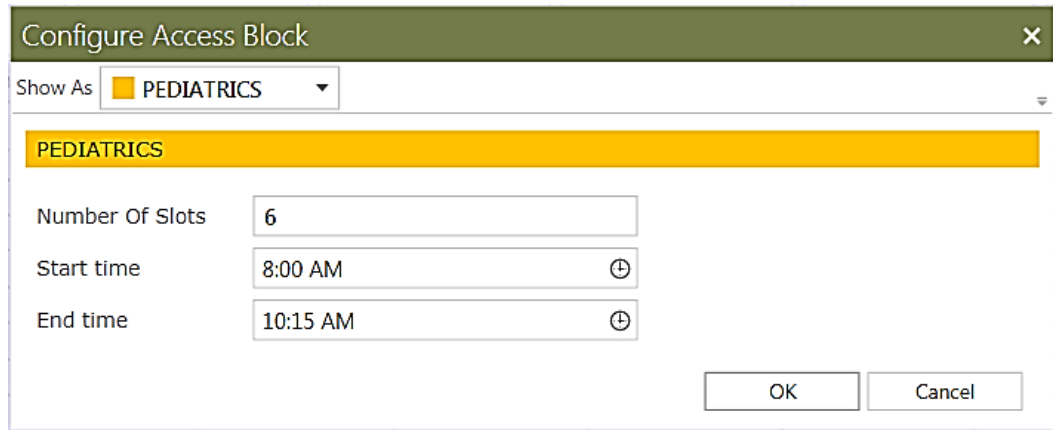 Configure Access Block
Show As PEDIATRICS
PEDIATRICS
Number Of Slots 6
Start time 8:00 AM
End time 10:15 AM
OK Cancel